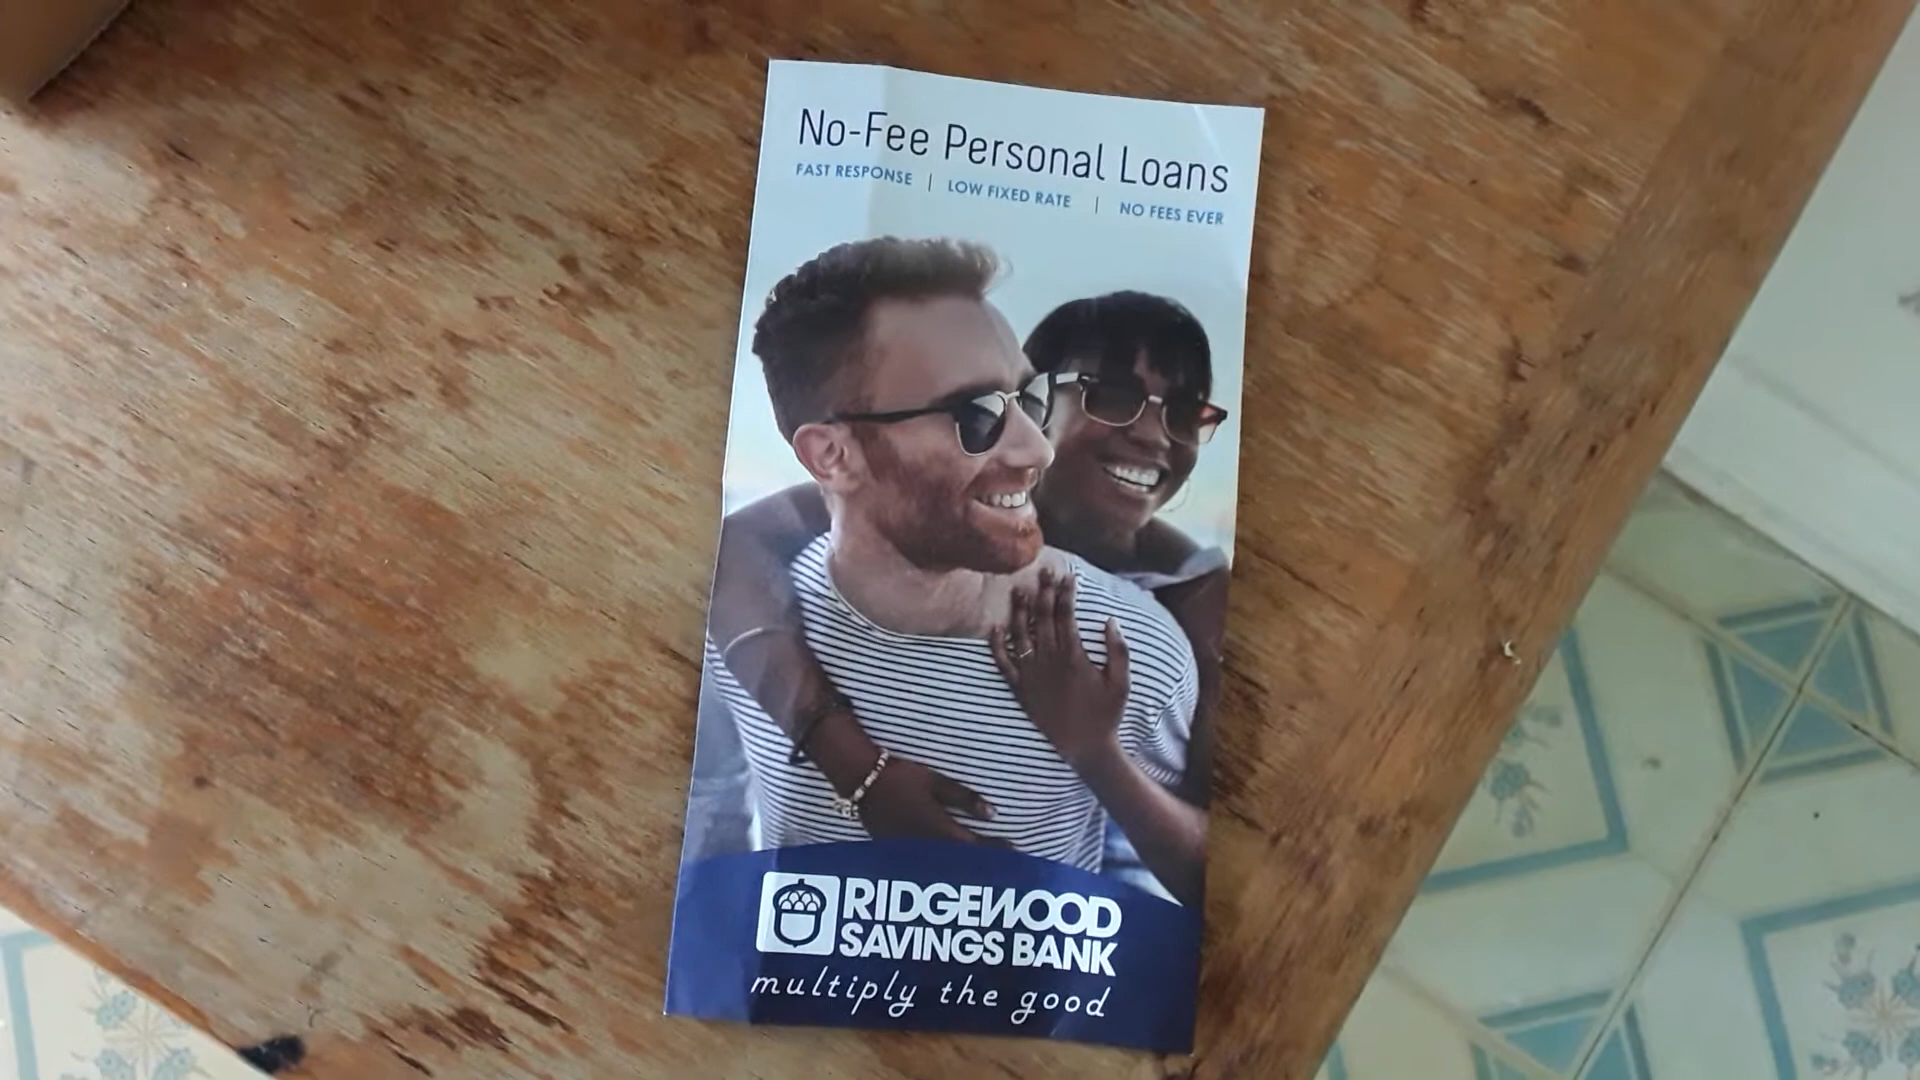 No-Fee Personal Loans
FAST RESPONSE | LOW FIXED RATE | NO FEES EVER
RIDGEWOOD
SAVINGS BANK
multiply the good